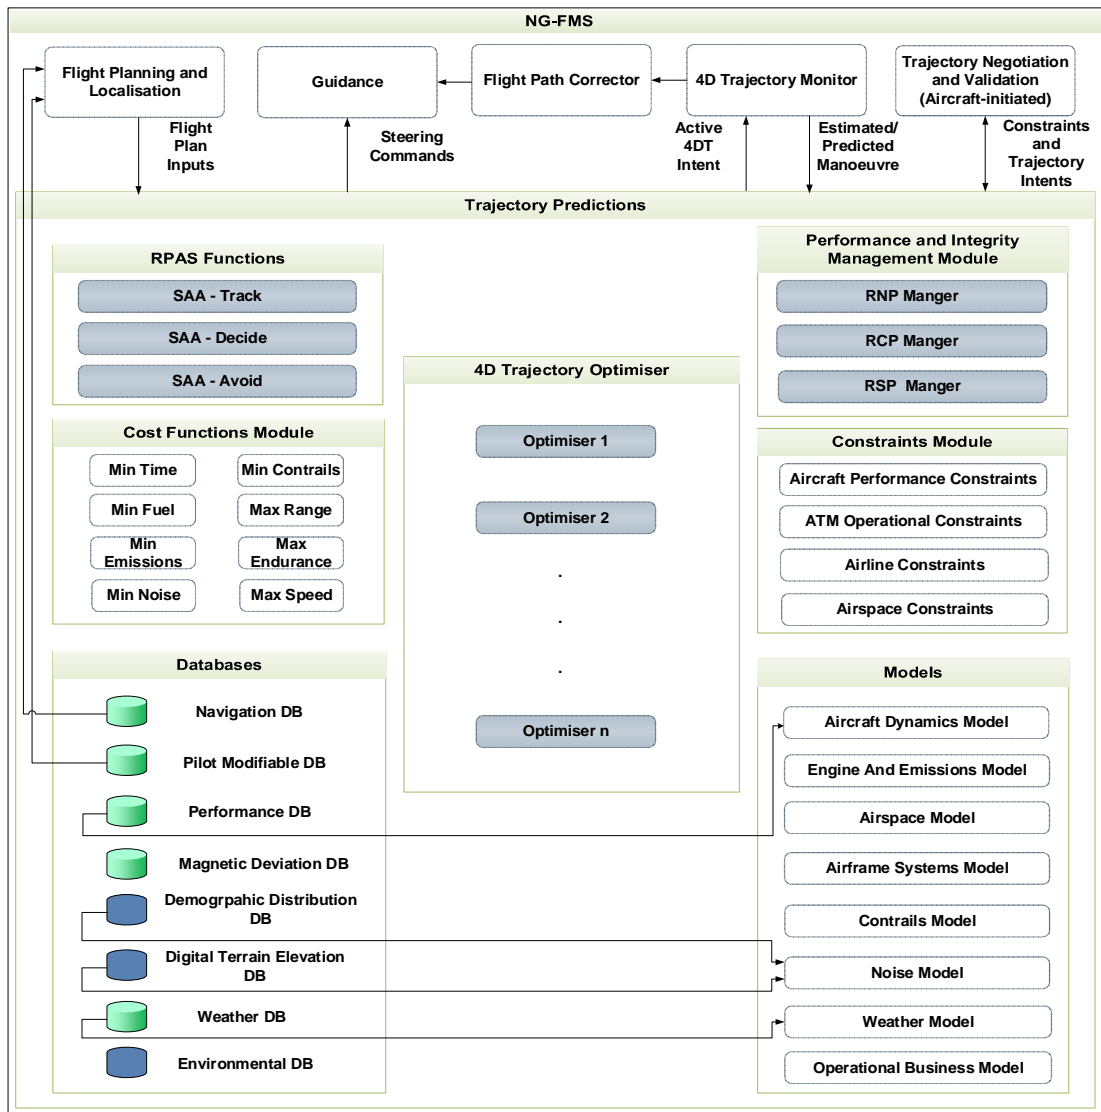 NG-FMS
Flight Planning and
Localisation
Guidance
Flight Path Corrector
4D Trajectory Monitor
Trajectory Negotiation
and Validation
(Aircraft-initiated)
Flight
Plan
Inputs
Steering
Commands
Active
4DT
Intent
Estimated/
Predicted
Manoeuvre
Constraints
and
Trajectory
Intents
Trajectory Predictions
RPAS Functions
SAA - Track
SAA - Decide
SAA - Avoid
Cost Functions Module
Min Time
Min Contrails
Min Fuel
Max Range
Min
Emissions
Max
Endurance
Min Noise
Max Speed
Databases
Navigation DB
Pilot Modifiable DB
Performance DB
Magnetic Deviation DB
Demogrpahic Distribution
DB
Digital Terrain Elevation
DB
Weather DB
Environmental DB
4D Trajectory Optimiser
Optimiser 1
Optimiser 2
.
.
.
Optimiser n
Performance and Integrity
Management Module
RNP Manger
RCP Manger
RSP  Manger
Constraints Module
Aircraft Performance Constraints
ATM Operational Constraints
Airline Constraints
Airspace Constraints
Models
Aircraft Dynamics Model
Engine And Emissions Model
Airspace Model
Airframe Systems Model
Contrails Model
Noise Model
Weather Model
Operational Business Model